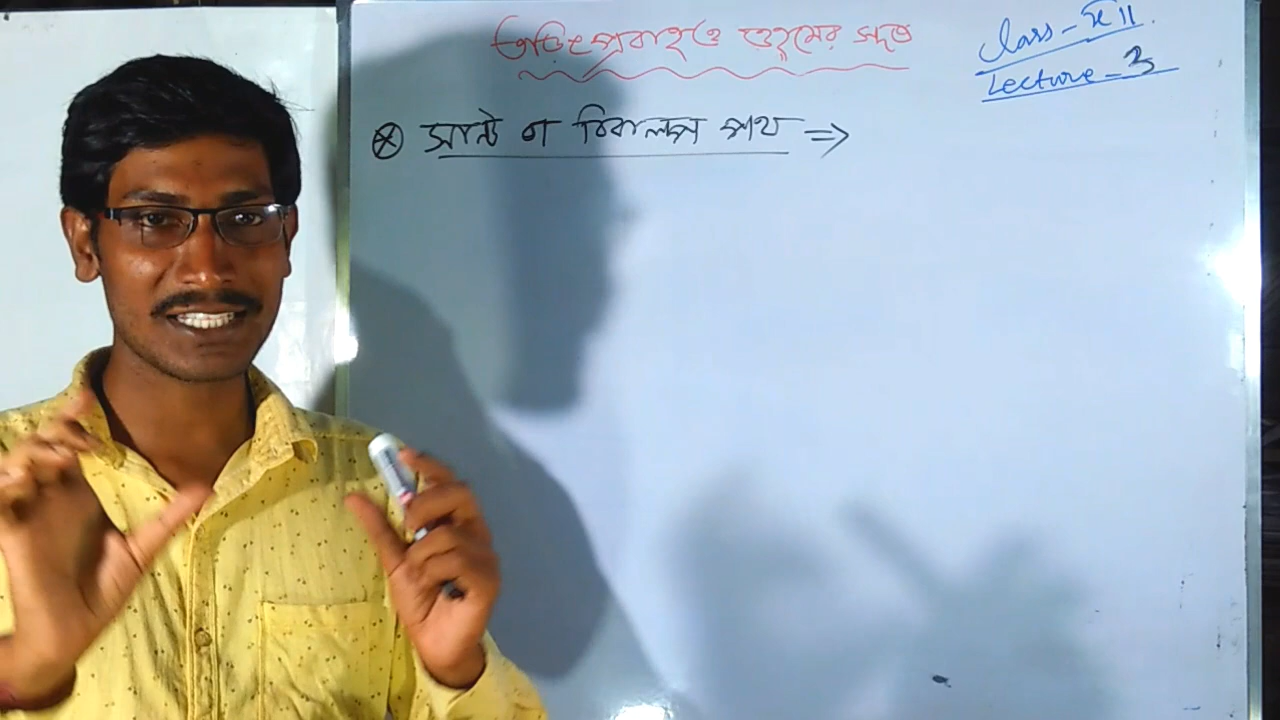 তড়িৎপ্রবাহ ও ওহমের সূত্র
Class-XII
Lecture-3
⊗ সান্ট বা বিকল্প পথ ⇒